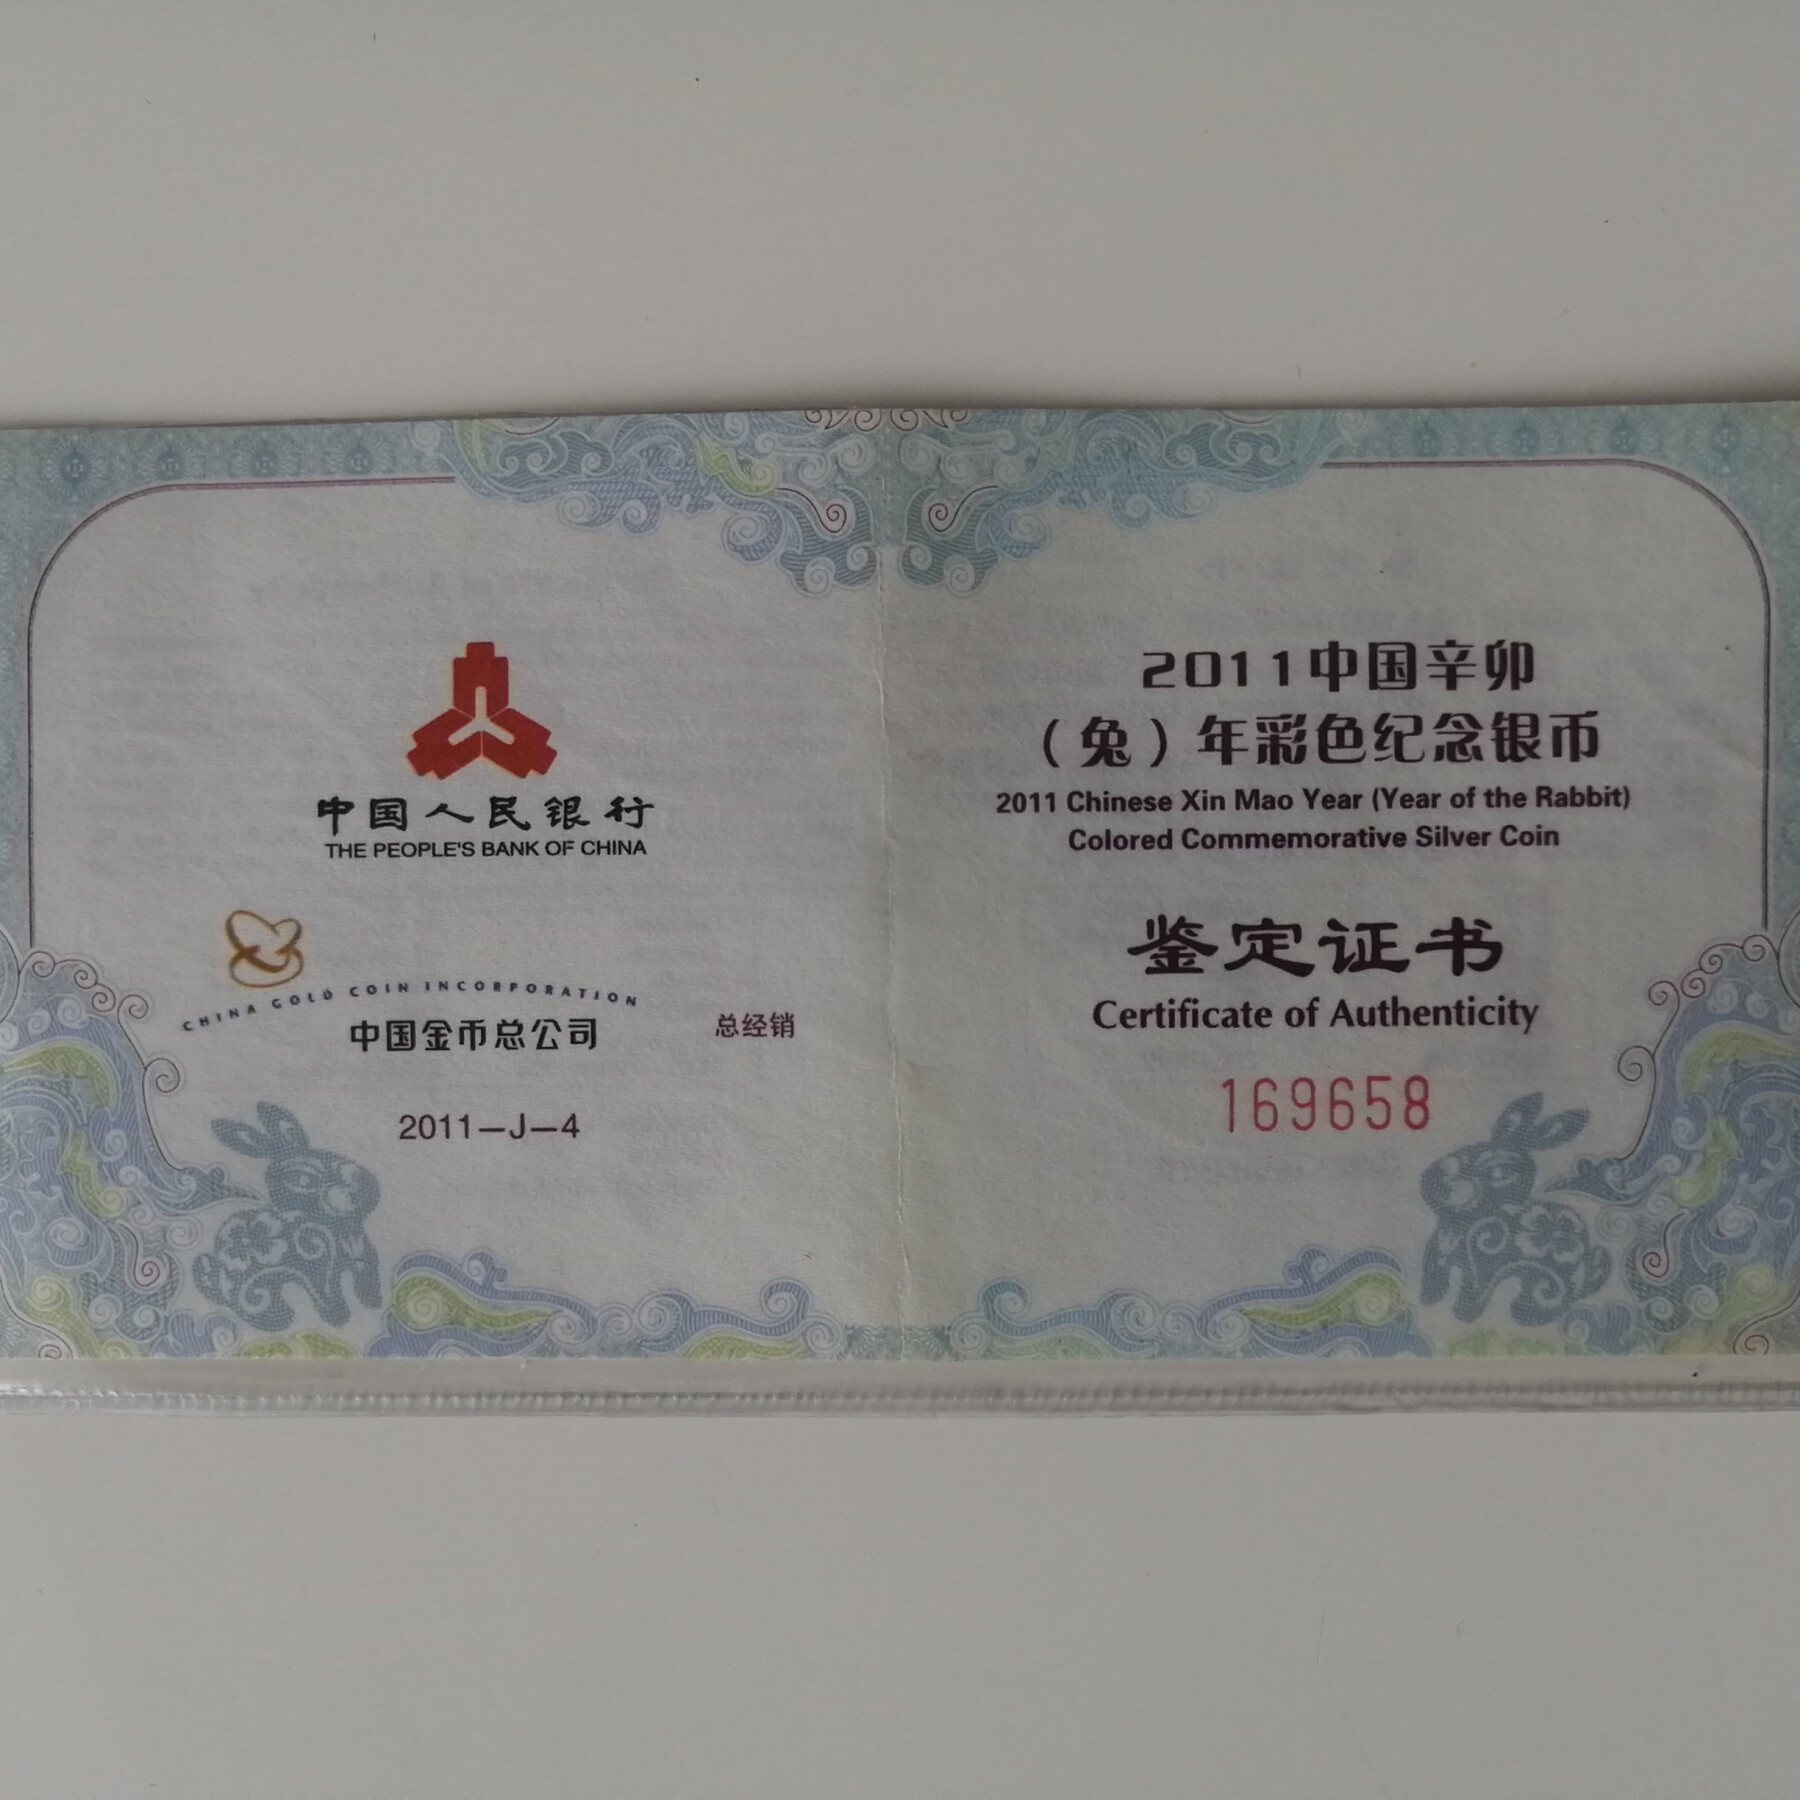 中国人民银行
THE PEOPLE'S BANK OF CHINA
CHINA GOLD COIN INCORPORATION
中国金币总公司 总经销
2011—J—4
2011中国辛卯
（兔）年彩色纪念银币
2011 Chinese Xin Mao Year (Year of the Rabbit)
Colored Commemorative Silver Coin
鉴定证书
Certificate of Authenticity
169658